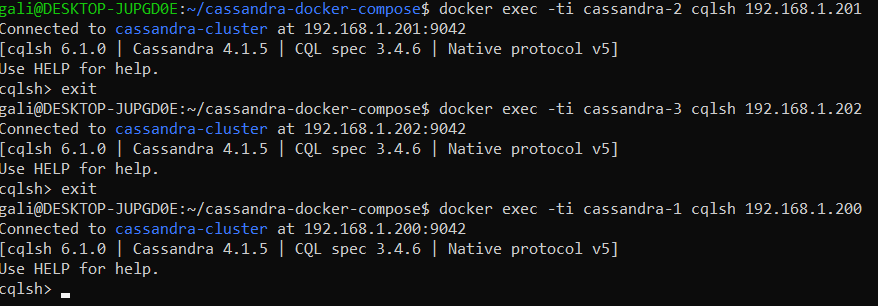 gali@DESKTOP-JUPGD0E:~/cassandra-docker-compose$ docker exec -ti cassandra-2 cqlsh 192.168.1.201
Connected to cassandra-cluster at 192.168.1.201:9042
[cqlsh 6.1.0 | Cassandra 4.1.5 | CQL spec 3.4.6 | Native protocol v5]
Use HELP for help.
cqlsh> exit
gali@DESKTOP-JUPGD0E:~/cassandra-docker-compose$ docker exec -ti cassandra-3 cqlsh 192.168.1.202
Connected to cassandra-cluster at 192.168.1.202:9042
[cqlsh 6.1.0 | Cassandra 4.1.5 | CQL spec 3.4.6 | Native protocol v5]
Use HELP for help.
cqlsh> exit
gali@DESKTOP-JUPGD0E:~/cassandra-docker-compose$ docker exec -ti cassandra-1 cqlsh 192.168.1.200
Connected to cassandra-cluster at 192.168.1.200:9042
[cqlsh 6.1.0 | Cassandra 4.1.5 | CQL spec 3.4.6 | Native protocol v5]
Use HELP for help.
cqlsh>